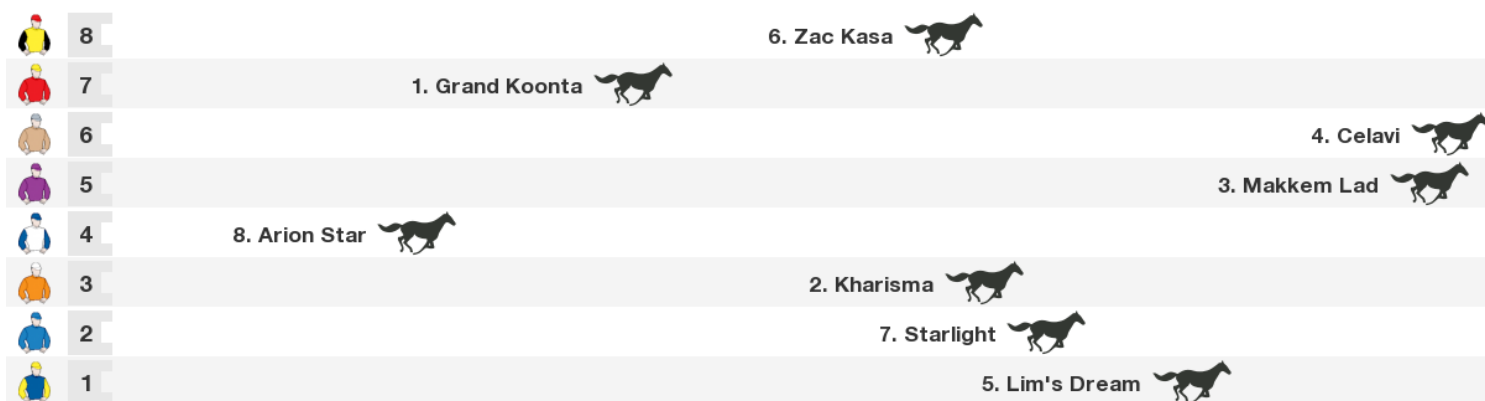 8 6. Zac Kasa
7 1. Grand Koonta
6 4. Celavi
5 3. Makkem Lad
4 8. Arion Star
3 2. Kharisma
2 7. Starlight
1 5. Lim's Dream